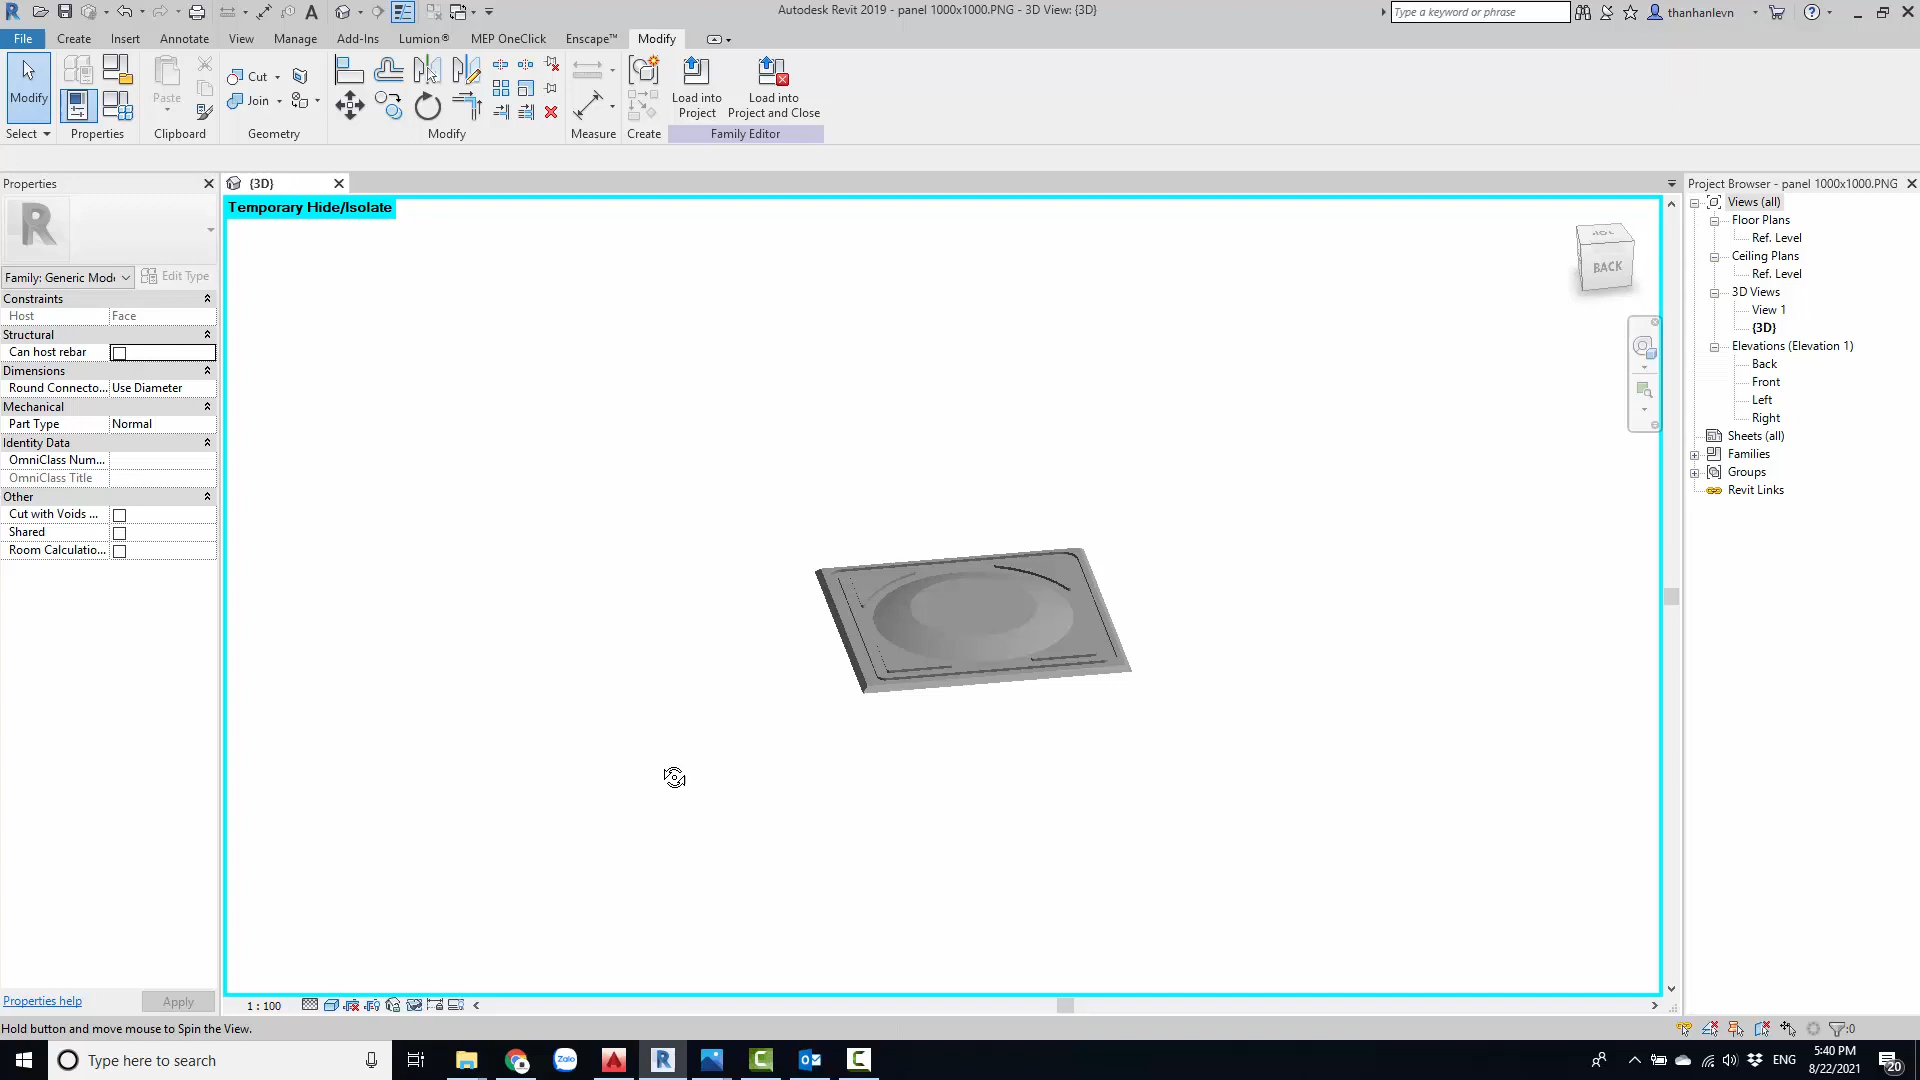 Autodesk Revit 2019 - panel 1000x1000.PNG - 3D View: {3D}
Type a keyword or phrase
thanhanlevn
File Create Insert Annotate View Manage Add-Ins Lumion® MEP OneClick Enscape™ Modify
Modify
Paste
Cut
Join
Load into
Project
Load into
Project and Close
Select Properties Clipboard Geometry Modify Measure Create Family Editor
Properties
{3D}
Project Browser - panel 1000x1000.PNG
Temporary Hide/Isolate
Family: Generic Mod
Edit Type
Constraints
Host Face
Structural
Can host rebar
Dimensions
Round Connecto... Use Diameter
Mechanical
Part Type Normal
Identity Data
OmniClass Num...
OmniClass Title
Other
Cut with Voids ...
Shared
Room Calculatio...
Properties help
Apply
TOP
BACK
Views (all)
Floor Plans
Ref. Level
Ceiling Plans
Ref. Level
3D Views
View 1
{3D}
Elevations (Elevation 1)
Back
Front
Left
Right
Sheets (all)
Families
Groups
Revit Links
1 : 100
Hold button and move mouse to Spin the View.
:0
Type here to search
Zalo
ENG
5:40 PM
8/22/2021
20